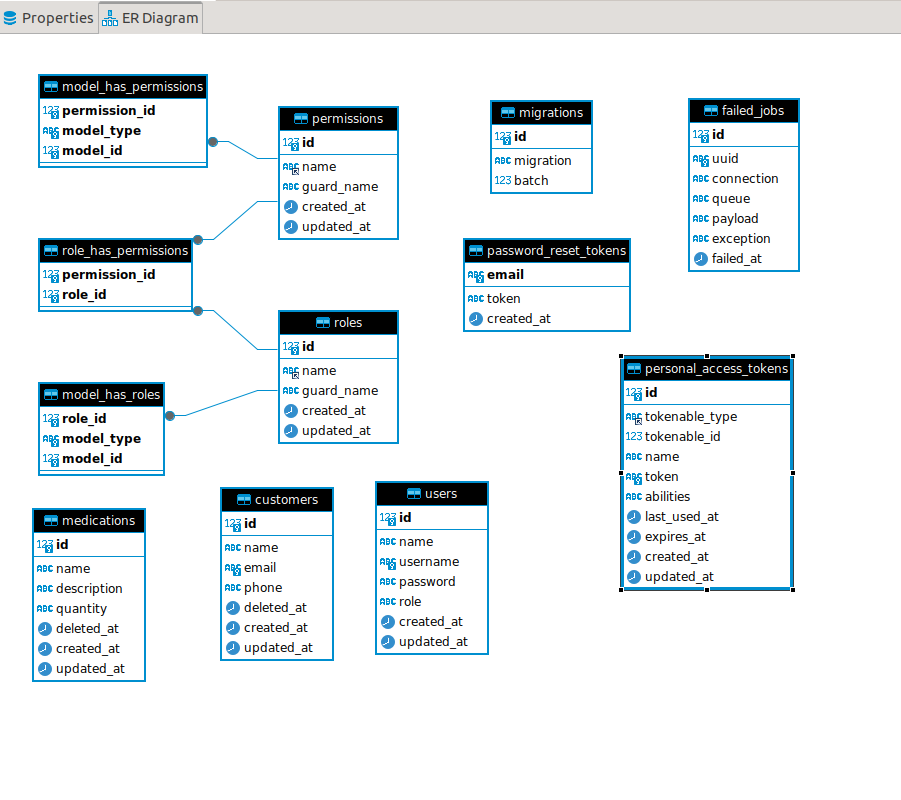 Properties
ER Diagram
model_has_permissions
permission_id
model_type
model_id
permissions
id
name
guard_name
created_at
updated_at
migrations
id
migration
batch
failed_jobs
id
uuid
connection
queue
payload
exception
failed_at
role_has_permissions
permission_id
role_id
password_reset_tokens
email
token
created_at
roles
id
name
guard_name
created_at
updated_at
personal_access_tokens
id
tokenable_type
tokenable_id
name
token
abilities
last_used_at
expires_at
created_at
updated_at
model_has_roles
role_id
model_type
model_id
medications
id
name
description
quantity
deleted_at
created_at
updated_at
customers
id
name
email
phone
deleted_at
created_at
updated_at
users
id
name
username
password
role
created_at
updated_at